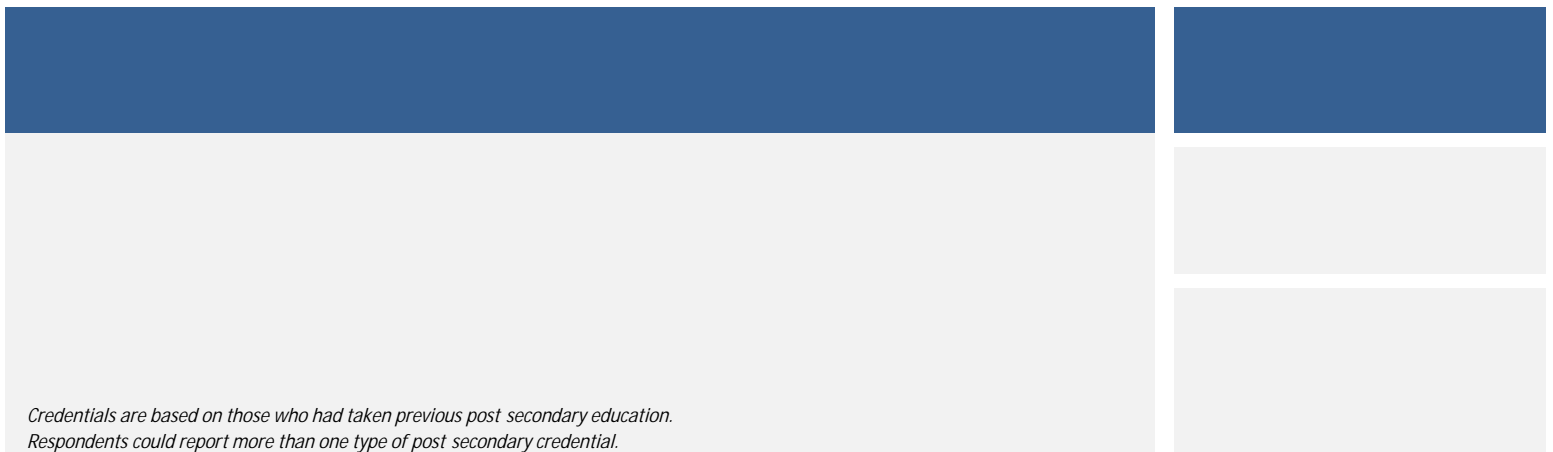 Credentials are based on those who had taken previous post secondary education.
Respondents could report more than one type of post secondary credential.